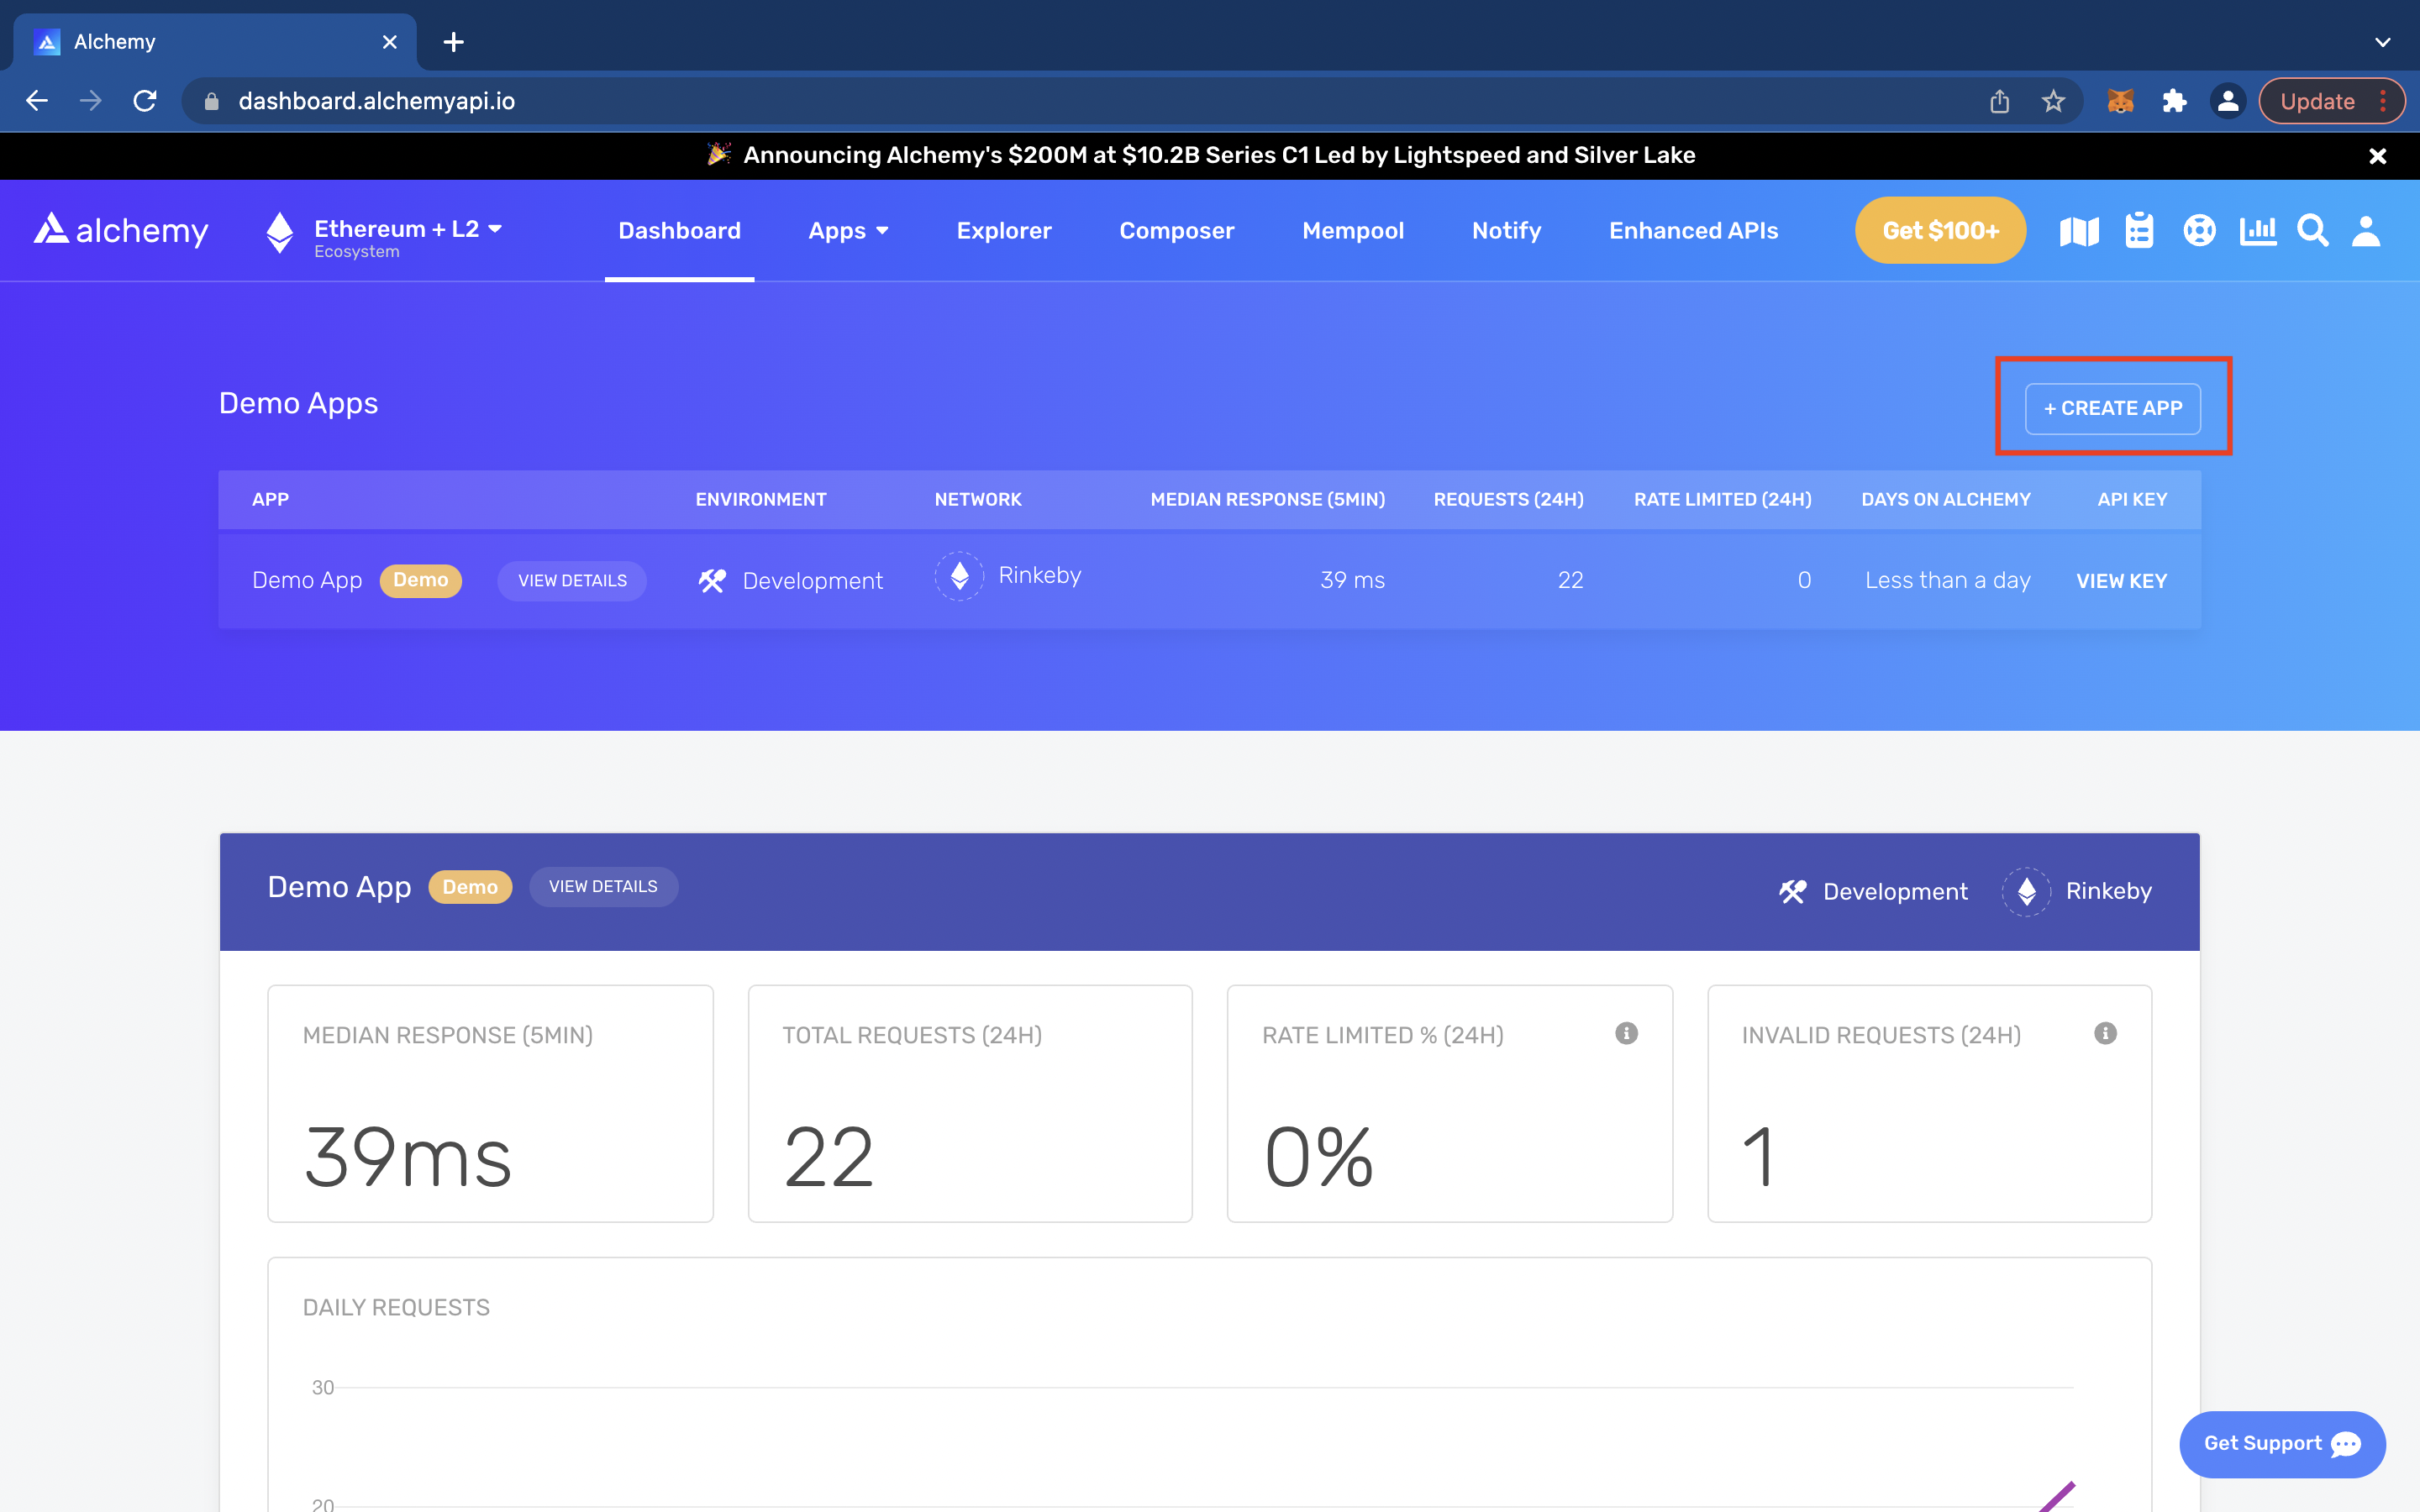 Alchemy
dashboard.alchemyapi.io
Update
🎉 Announcing Alchemy's $200M at $10.2B Series C1 Led by Lightspeed and Silver Lake
alchemy
Ethereum + L2
Ecosystem
Dashboard
Apps
Explorer
Composer
Mempool
Notify
Enhanced APIs
Get $100+
Demo Apps
+ CREATE APP
APP ENVIRONMENT NETWORK MEDIAN RESPONSE (5MIN) REQUESTS (24H) RATE LIMITED (24H) DAYS ON ALCHEMY API KEY
Demo App Demo VIEW DETAILS Development Rinkeby 39 ms 22 0 Less than a day VIEW KEY
Demo App Demo VIEW DETAILS Development Rinkeby
MEDIAN RESPONSE (5MIN)
39ms
TOTAL REQUESTS (24H)
22
RATE LIMITED % (24H)
0%
INVALID REQUESTS (24H)
1
DAILY REQUESTS
30
20
Get Support